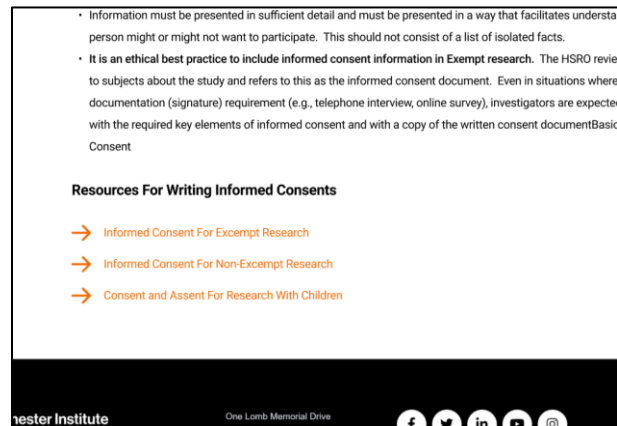 • Information must be presented in sufficient detail and must be presented in a way that facilitates understa
person might or might not want to participate. This should not consist of a list of isolated facts.
• It is an ethical best practice to include informed consent information in Exempt research. The HSRO revie
to subjects about the study and refers to this as the informed consent document. Even in situations where
documentation (signature) requirement (e.g., telephone interview, online survey), investigators are expected
with the required key elements of informed consent and with a copy of the written consent documentBasic
Consent
Resources For Writing Informed Consents
Informed Consent For Excempt Research
Informed Consent For Non-Excempt Research
Consent and Assent For Research With Children
hester Institute
One Lomb Memorial Drive